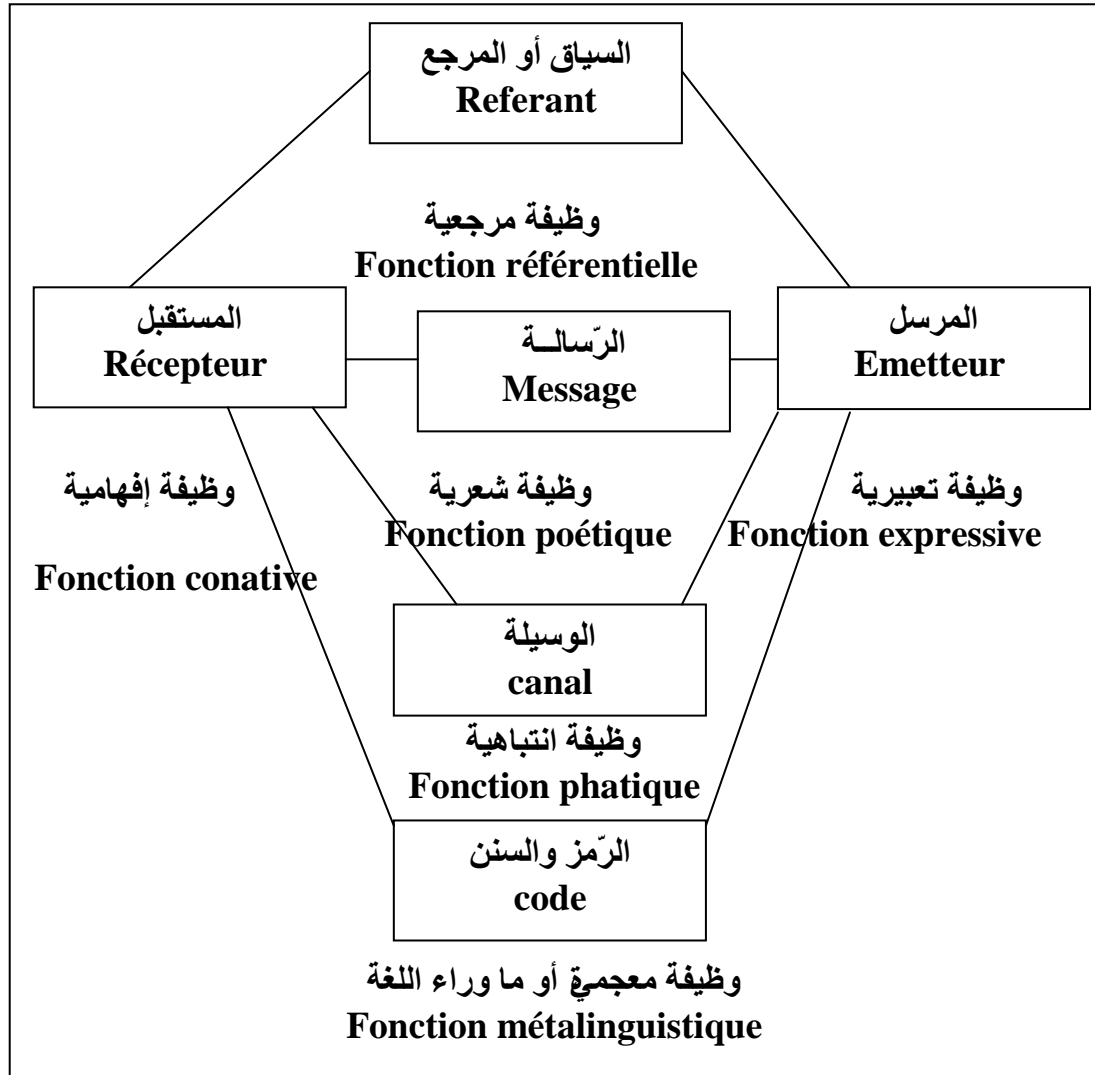 السياق أو المرجع
Referant
وظيفة مرجعية
Fonction référentielle
المرسل
Emetteur
الرّسالــة
Message
المستقبل
Récepteur
وظيفة تعبيرية
Fonction expressive
وظيفة شعرية
Fonction poétique
وظيفة إفهامية
Fonction conative
الوسيلة
canal
وظيفة انتباهية
Fonction phatique
الرّمز والسنن
code
وظيفة معجمية أو ما وراء اللغة
Fonction métalinguistique